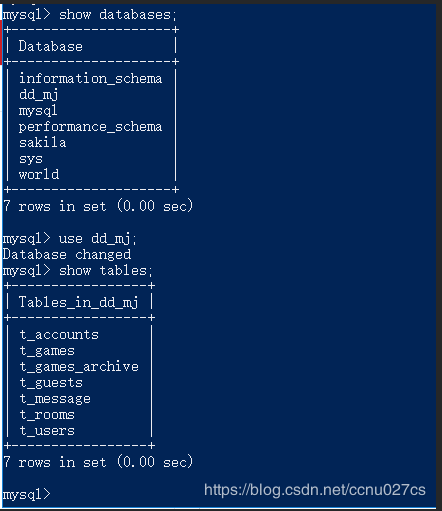 mysql> show databases;
+--------------------+
| Database           |
+--------------------+
| information_schema |
| dd_mj              |
| mysql              |
| performance_schema |
| sakila             |
| sys                |
| world              |
+--------------------+
7 rows in set (0.00 sec)

mysql> use dd_mj;
Database changed
mysql> show tables;
+-----------------+
| Tables_in_dd_mj |
+-----------------+
| t_accounts      |
| t_games         |
| t_games_archive |
| t_guests        |
| t_message       |
| t_rooms         |
| t_users         |
+-----------------+
7 rows in set (0.00 sec)

mysql>
https://blog.csdn.net/ccnu027cs